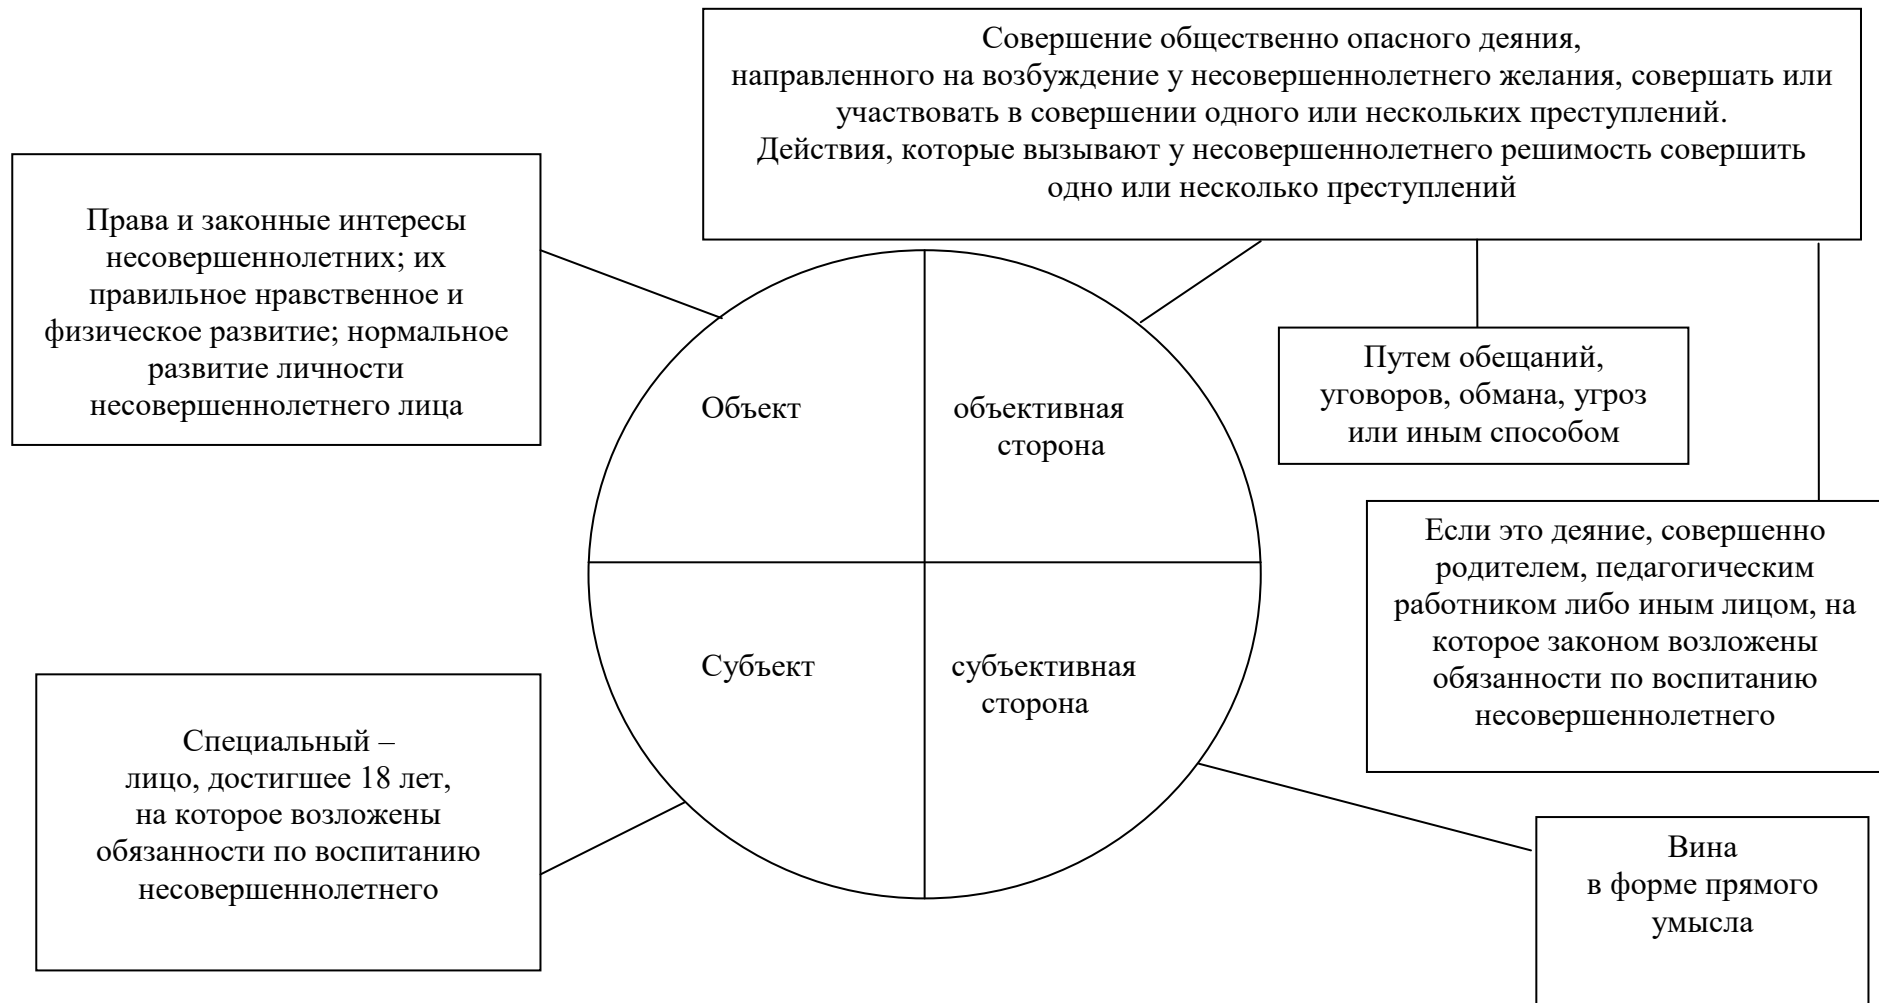 Совершение общественно опасного деяния,
направленного на возбуждение у несовершеннолетнего желания, совершать или
участвовать в совершении одного или нескольких преступлений.
Действия, которые вызывают у несовершеннолетнего решимость совершить
одно или несколько преступлений
Права и законные интересы
несовершеннолетних; их
правильное нравственное и
физическое развитие; нормальное
развитие личности
несовершеннолетнего лица
Объект
объективная
сторона
Путем обещаний,
уговоров, обмана, угроз
или иным способом
Если это деяние, совершенно
родителем, педагогическим
работником либо иным лицом, на
которое законом возложены
обязанности по воспитанию
несовершеннолетнего
Субъект
субъективная
сторона
Специальный –
лицо, достигшее 18 лет,
на которое возложены
обязанности по воспитанию
несовершеннолетнего
Вина
в форме прямого
умысла